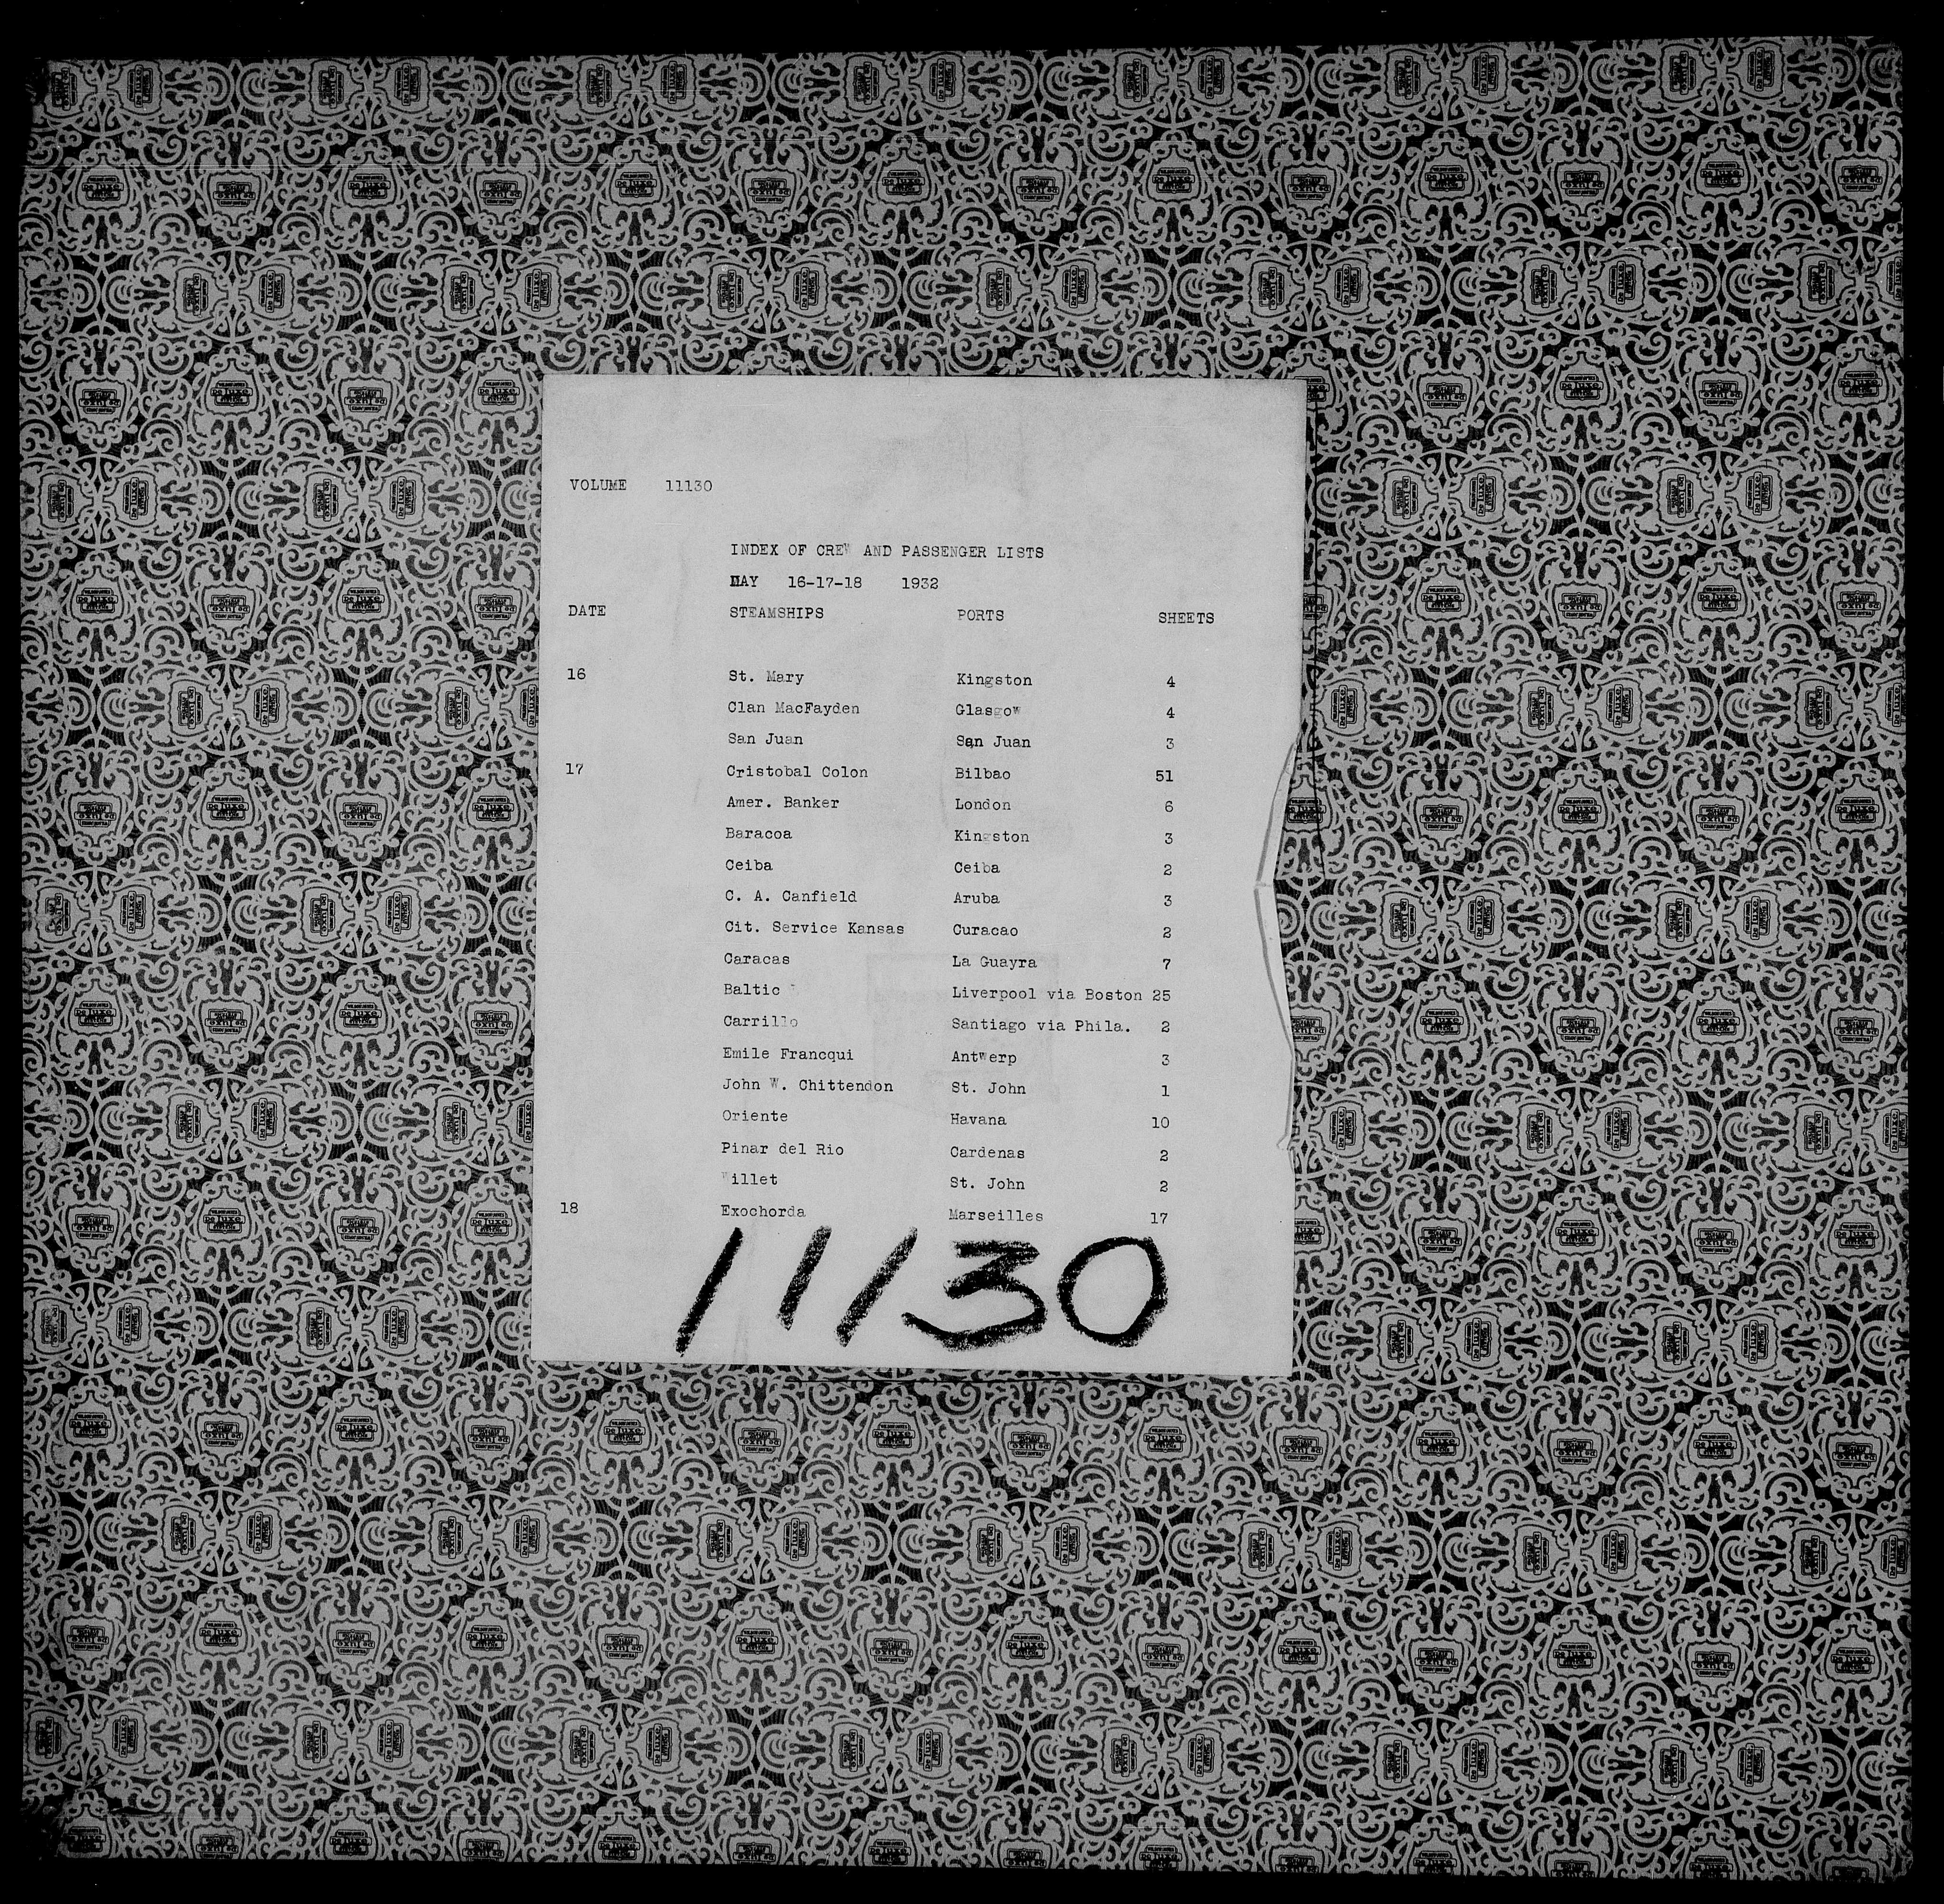 VOLUME 11130
INDEX OF CREW AND PASSENGER LISTS
MAY 16-17-18 1932
DATE STEAMSHIPS PORTS SHEETS
16 St. Mary Kingston 4
Clan MacFayden Glasgow 4
San Juan San Juan 3
17 Cristobal Colon Bilbao 51
Amer. Banker London 6
Baracoa Kingston 3
Ceiba Ceiba 2
C. A. Canfield Aruba 3
Cit. Service Kansas Curacao 2
Caracas La Guayra 7
Baltic Liverpool via Boston 25
Carrillo Santiago via Phila. 2
Emile Francqui Antwerp 3
John W. Chittendon St. John 1
Oriente Havana 10
Pinar del Rio Cardenas 2
Willet St. John 2
18 Exochorda Marseilles 17
11130